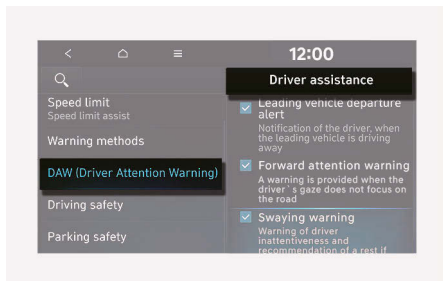 12:00
Driver assistance
Speed limit
Speed limit assist
Warning methods
DAW (Driver Attention Warning)
Driving safety
Parking safety
Leading vehicle departure
alert
Notification of the driver, when
the leading vehicle is driving
away
Forward attention warning
A warning is provided when the
driver's gaze does not focus on
the road
Swaying warning
Warning of driver
inattentiveness and
recommendation of a rest if